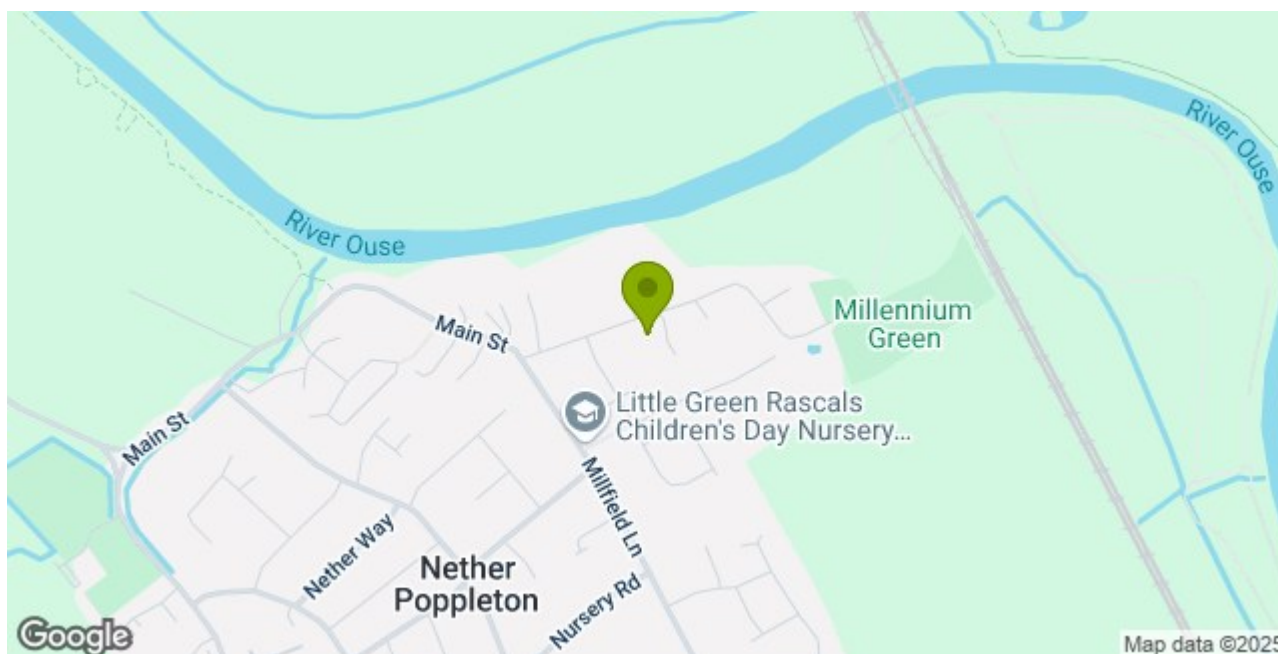 River Ouse
River Ouse
Main St
Millennium
Green
Little Green Rascals
Children's Day Nursery...
Main St
Millfield Ln
Nether Way
Nether
Poppleton
Nursery Rd
Google
Map data ©2025